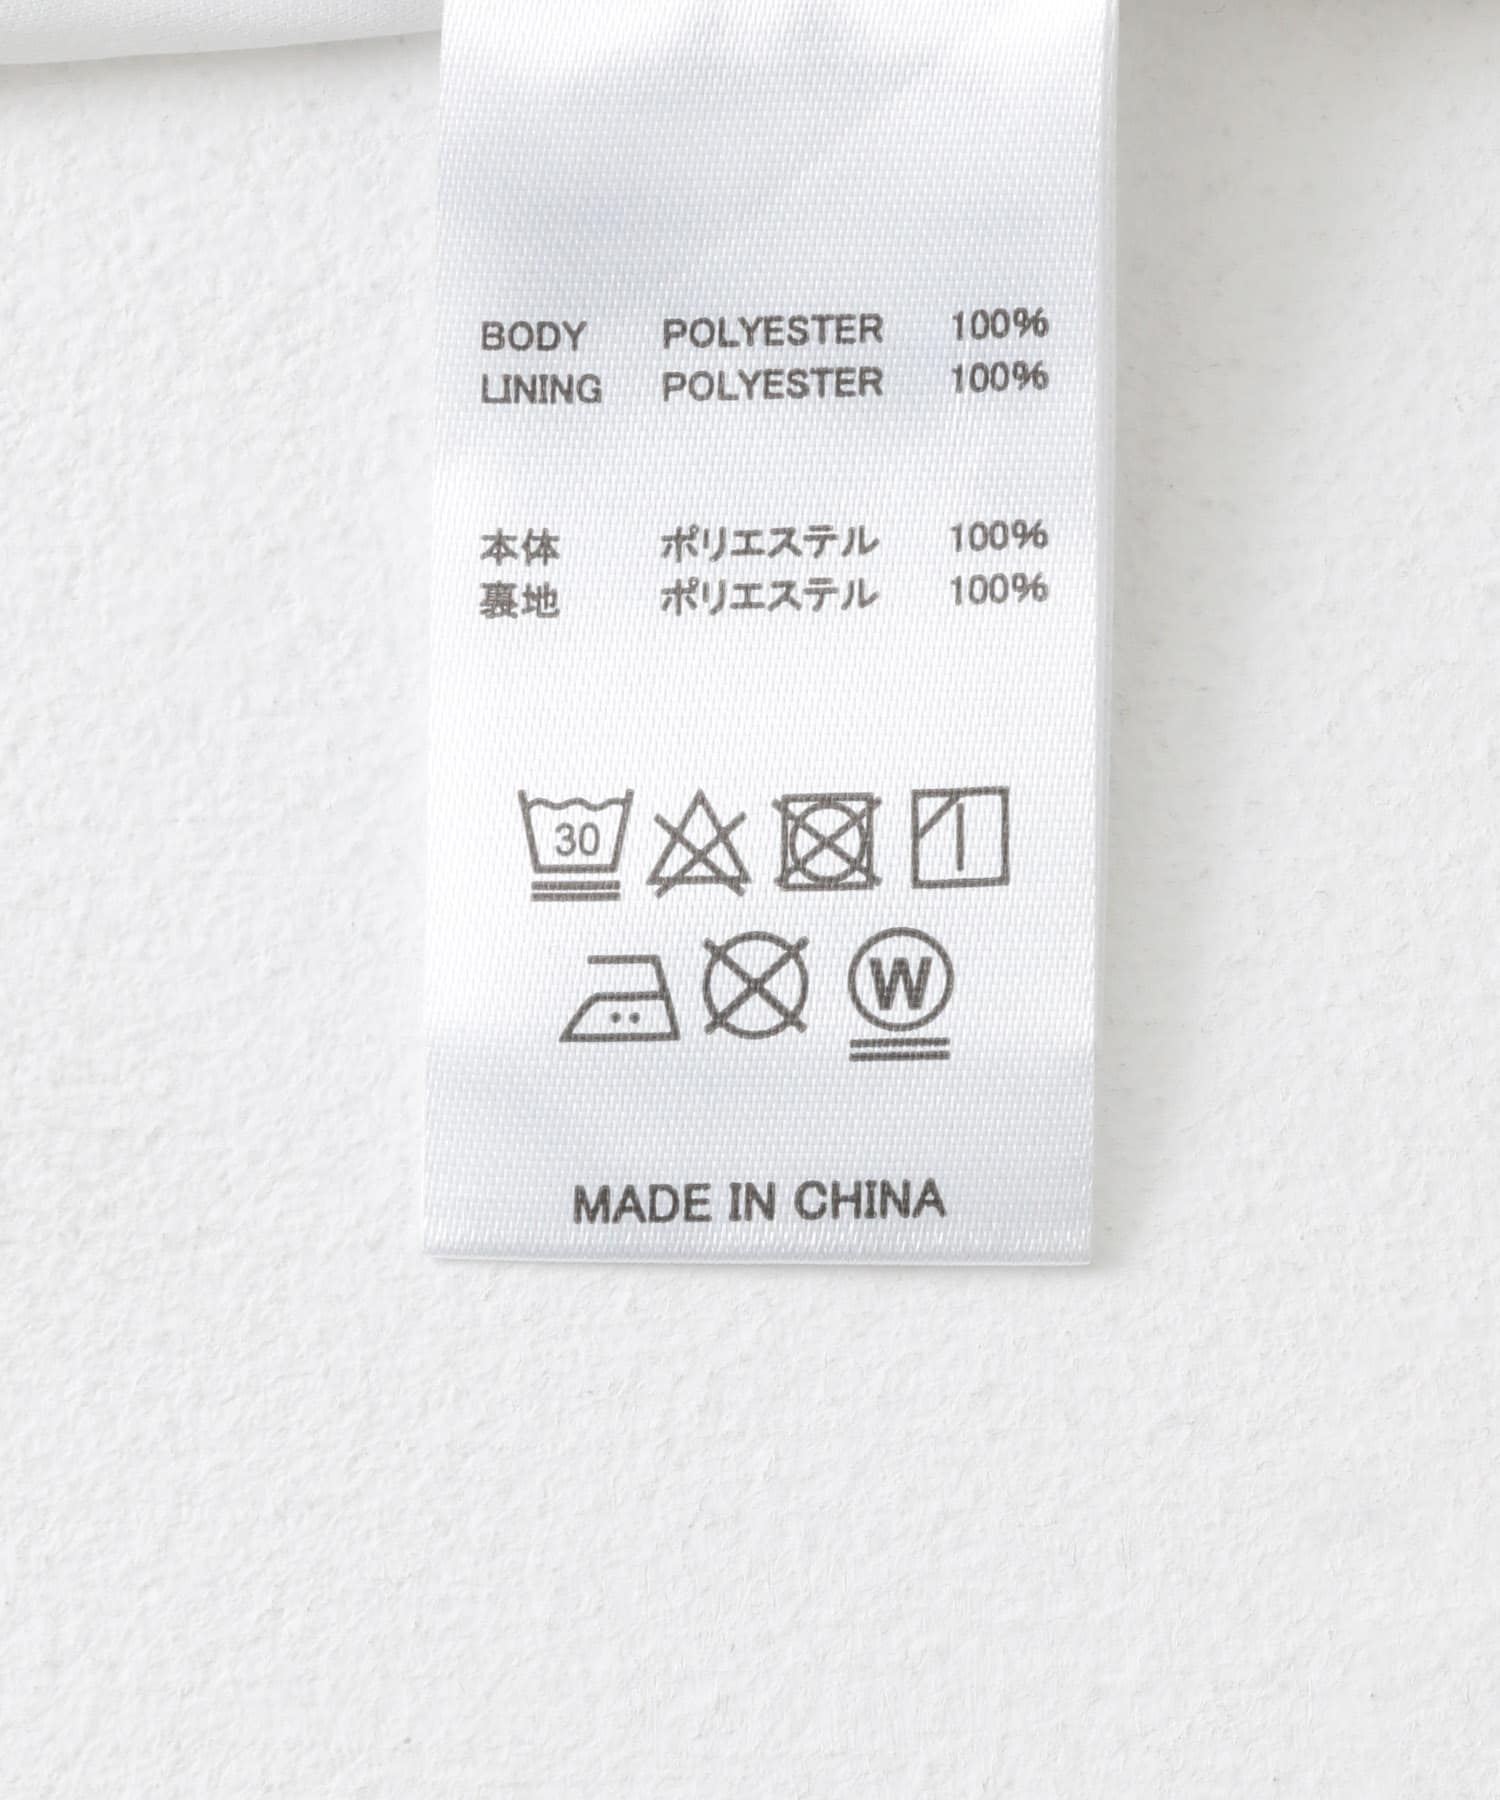 BODY POLYESTER 100%
LINING POLYESTER 100%
本体 ポリエステル 100%
裏地 ポリエステル 100%
30
W
MADE IN CHINA